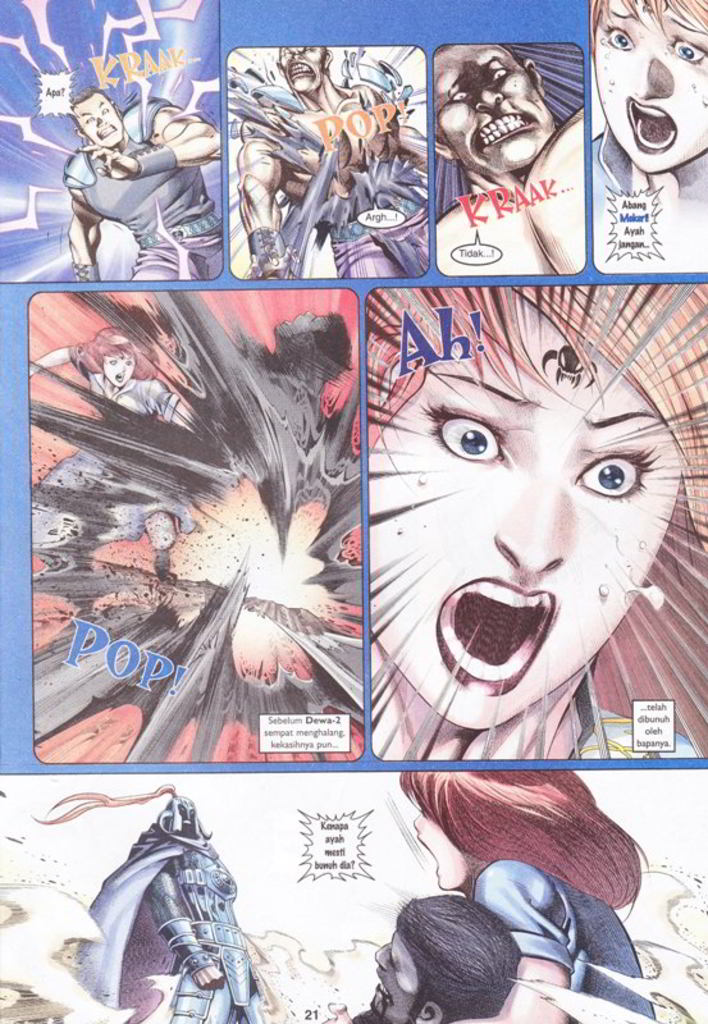 KRAAK...
Apa?
POP!
Argh...!
KRAAK...
Tidak...!
Abang
Mokar!
Ayah
jangan...
POP!
Sebelum Dewa-2
sempat menghalang,
kekasihnya pun...
Ah!
...telah
dibunuh
oleh
bapanya.
Kenapa
ayah
mesti
bunuh dia?
21